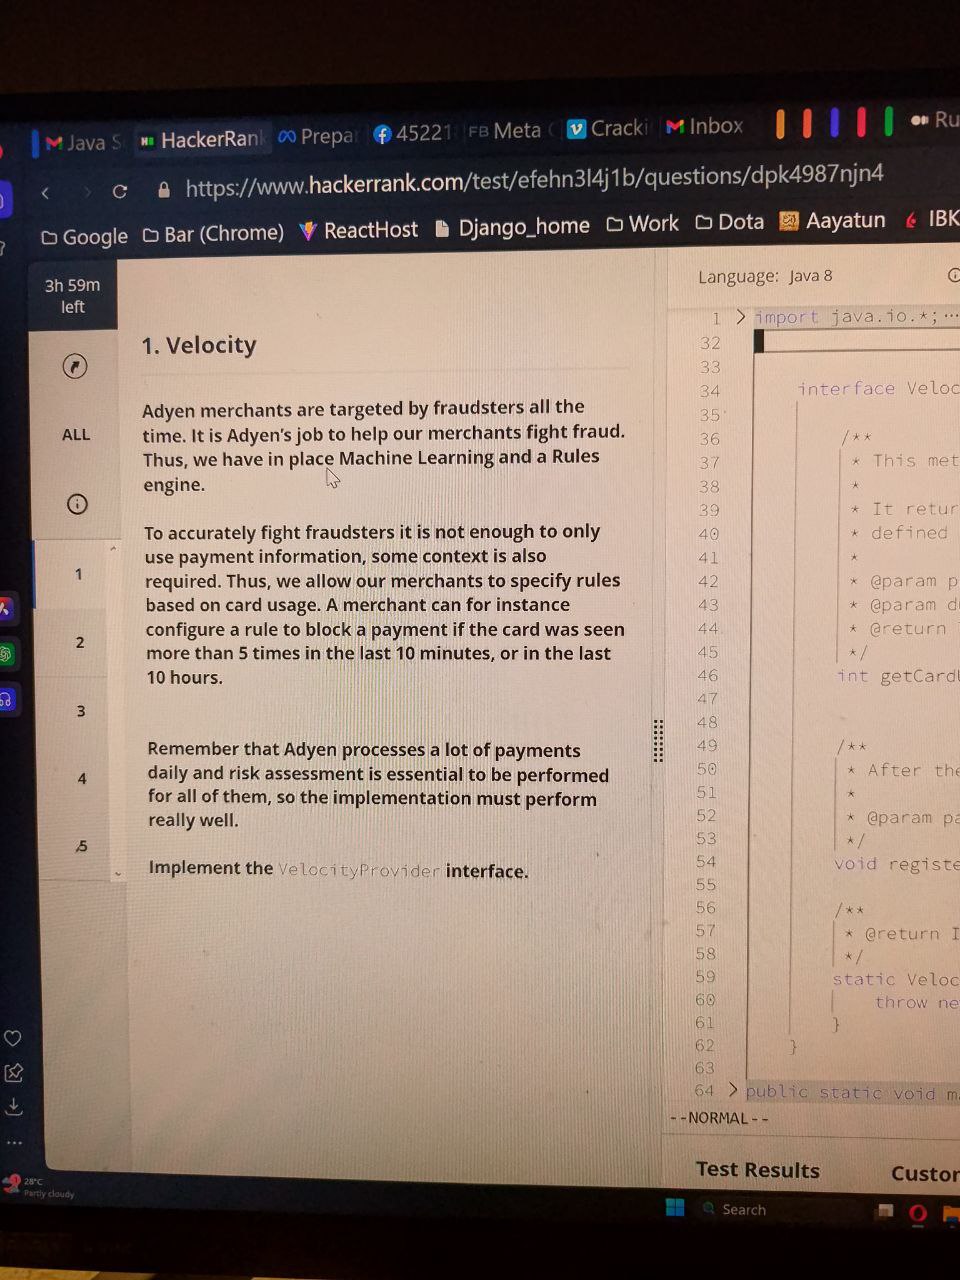 Java S
HackerRank
Prepa
45221
FB Meta
Cracki
Inbox
Ru
https://www.hackerrank.com/test/efehn3l4j1b/questions/dpk4987njn4
Google
Bar (Chrome)
ReactHost
Django_home
Work
Dota
Aayatun
IBK
3h 59m
left
ALL
1
2
3
4
5
1. Velocity
Adyen merchants are targeted by fraudsters all the
time. It is Adyen's job to help our merchants fight fraud.
Thus, we have in place Machine Learning and a Rules
engine.
To accurately fight fraudsters it is not enough to only
use payment information, some context is also
required. Thus, we allow our merchants to specify rules
based on card usage. A merchant can for instance
configure a rule to block a payment if the card was seen
more than 5 times in the last 10 minutes, or in the last
10 hours.
Remember that Adyen processes a lot of payments
daily and risk assessment is essential to be performed
for all of them, so the implementation must perform
really well.
Implement the VelocityProvider interface.
Language: Java 8
1 > import java.io.*;...
32
33
34 interface Veloc
35
36 /**
37 * This met
38 *
39 * It retur
40 * defined
41 *
42 * @param p
43 * @param d
44 * @return
45 */
46 int getCardU
47
48
49 /**
50 * After the
51 *
52 * @param pa
53 */
54 void registe
55
56 /**
57 * @return I
58 */
59 static Veloc
60 throw ne
61 }
62 }
63
64 > public static void m
--NORMAL--
Test Results
Custor
28°C
Partly cloudy
Search